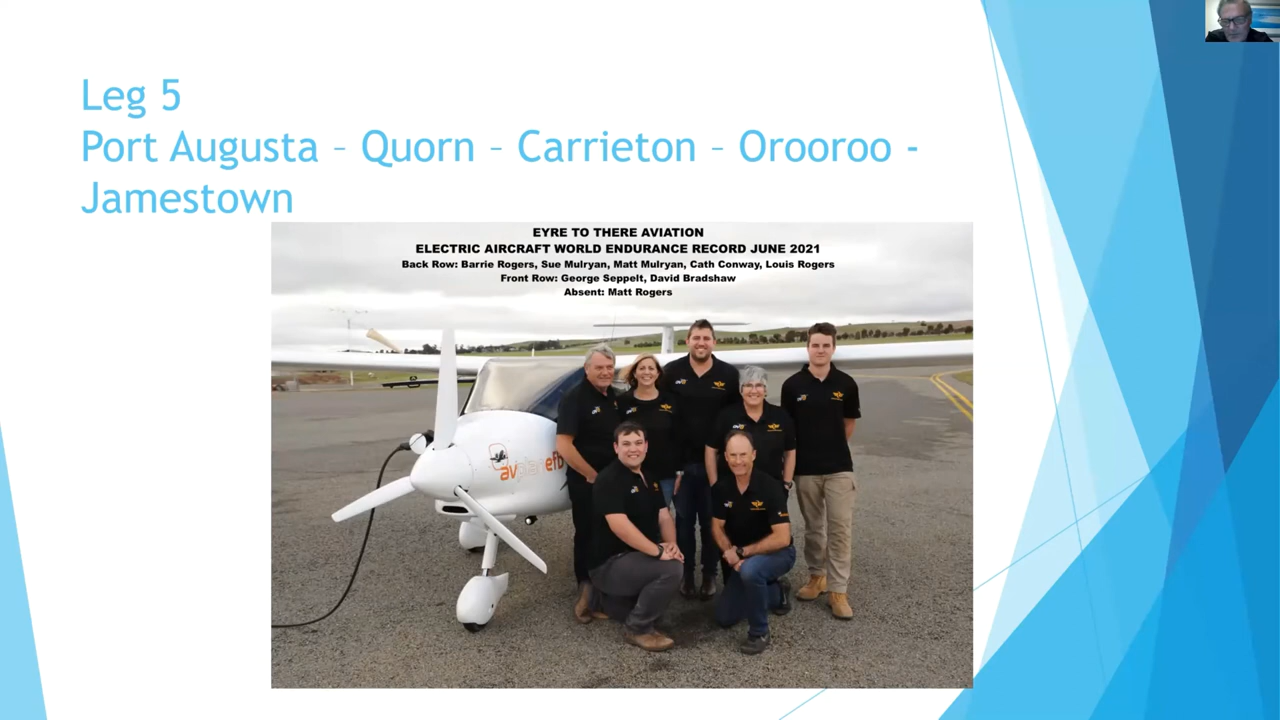 Leg 5
Port Augusta – Quorn – Carrieton – Orooroo -
Jamestown
EYRE TO THERE AVIATION
ELECTRIC AIRCRAFT WORLD ENDURANCE RECORD JUNE 2021
Back Row: Barrie Rogers, Sue Mulryan, Matt Mulryan, Cath Conway, Louis Rogers
Front Row: George Seppelt, David Bradshaw
Absent: Matt Rogers
avplanefb